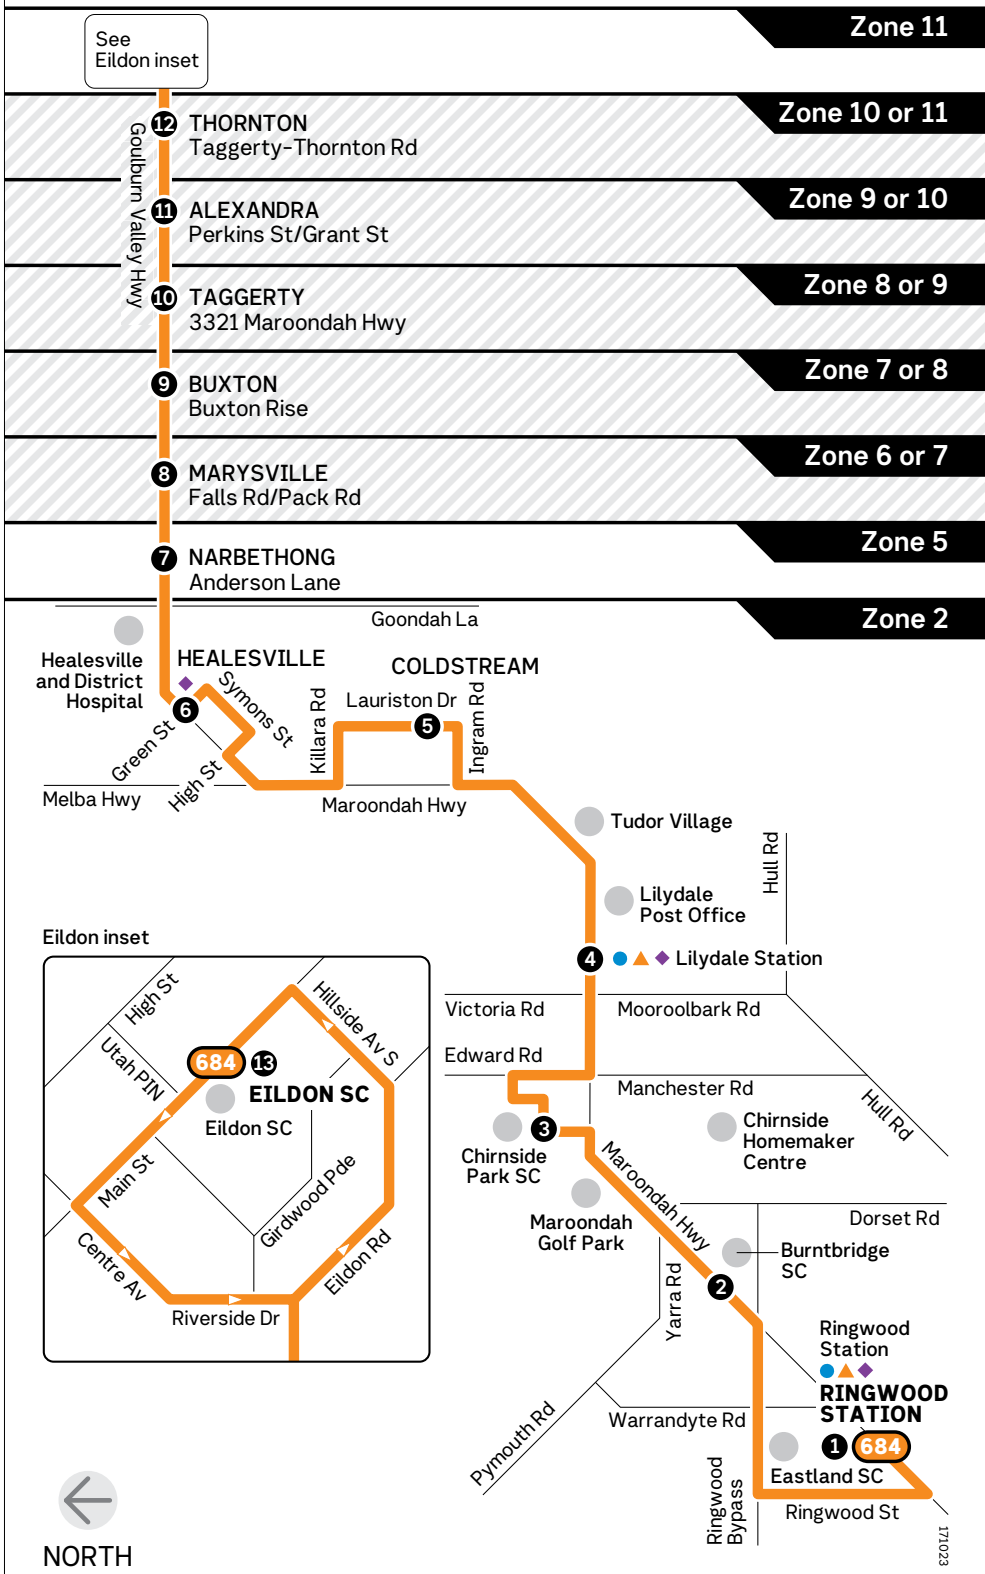 Zone 11
See
Eildon inset
Zone 10 or 11
12
THORNTON
Taggerty-Thornton Rd
Goulburn Valley Hwy
Zone 9 or 10
11
ALEXANDRA
Perkins St/Grant St
Zone 8 or 9
10
TAGGERTY
3321 Maroondah Hwy
Zone 7 or 8
9
BUXTON
Buxton Rise
Zone 6 or 7
8
MARYSVILLE
Falls Rd/Pack Rd
Zone 5
7
NARBETHONG
Anderson Lane
Zone 2
Goondah La
Healesville
and District
Hospital
HEALESVILLE
6
Symons St
Green St
High St
Melba Hwy
COLDSTREAM
Killara Rd
Lauriston Dr
5
Ingram Rd
Maroondah Hwy
Tudor Village
Hull Rd
Lilydale
Post Office
4
Lilydale Station
Victoria Rd
Mooroolbark Rd
Edward Rd
Manchester Rd
Hull Rd
3
Chirnside
Park SC
Chirnside
Homemaker
Centre
Maroondah Hwy
Maroondah
Golf Park
Dorset Rd
Burntbridge
SC
2
Yarra Rd
Ringwood
Station
RINGWOOD
STATION
1
684
Plymouth Rd
Warrandyte Rd
Eastland SC
Ringwood
Bypass
Ringwood St
171023
Eildon inset
High St
Hillside Av S
Utah PIN
684
13
EILDON SC
Eildon SC
Main St
Girdwood Pde
Centre Av
Eildon Rd
Riverside Dr
NORTH